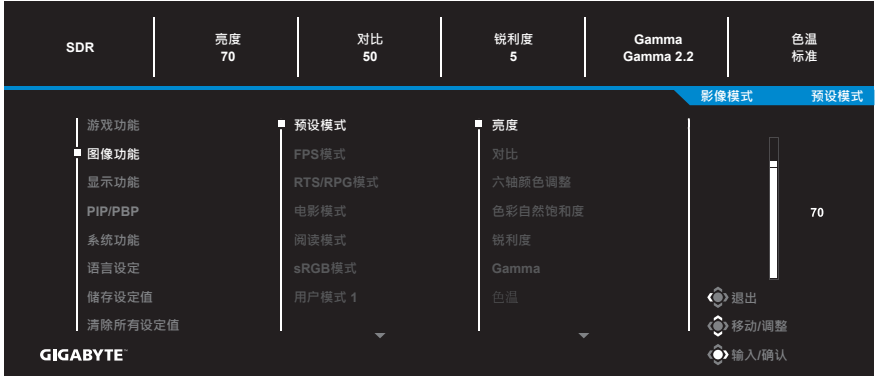 SDR
亮度
70
对比
50
锐利度
5
Gamma
Gamma 2.2
色温
标准
影像模式
预设模式
游戏功能
图像功能
显示功能
PIP/PBP
系统功能
语言设定
储存设定值
清除所有设定值
预设模式
FPS模式
RTS/RPG模式
电影模式
阅读模式
sRGB模式
用户模式 1
亮度
对比
六轴颜色调整
色彩自然饱和度
锐利度
Gamma
色温
70
退出
移动/调整
输入/确认
GIGABYTE™